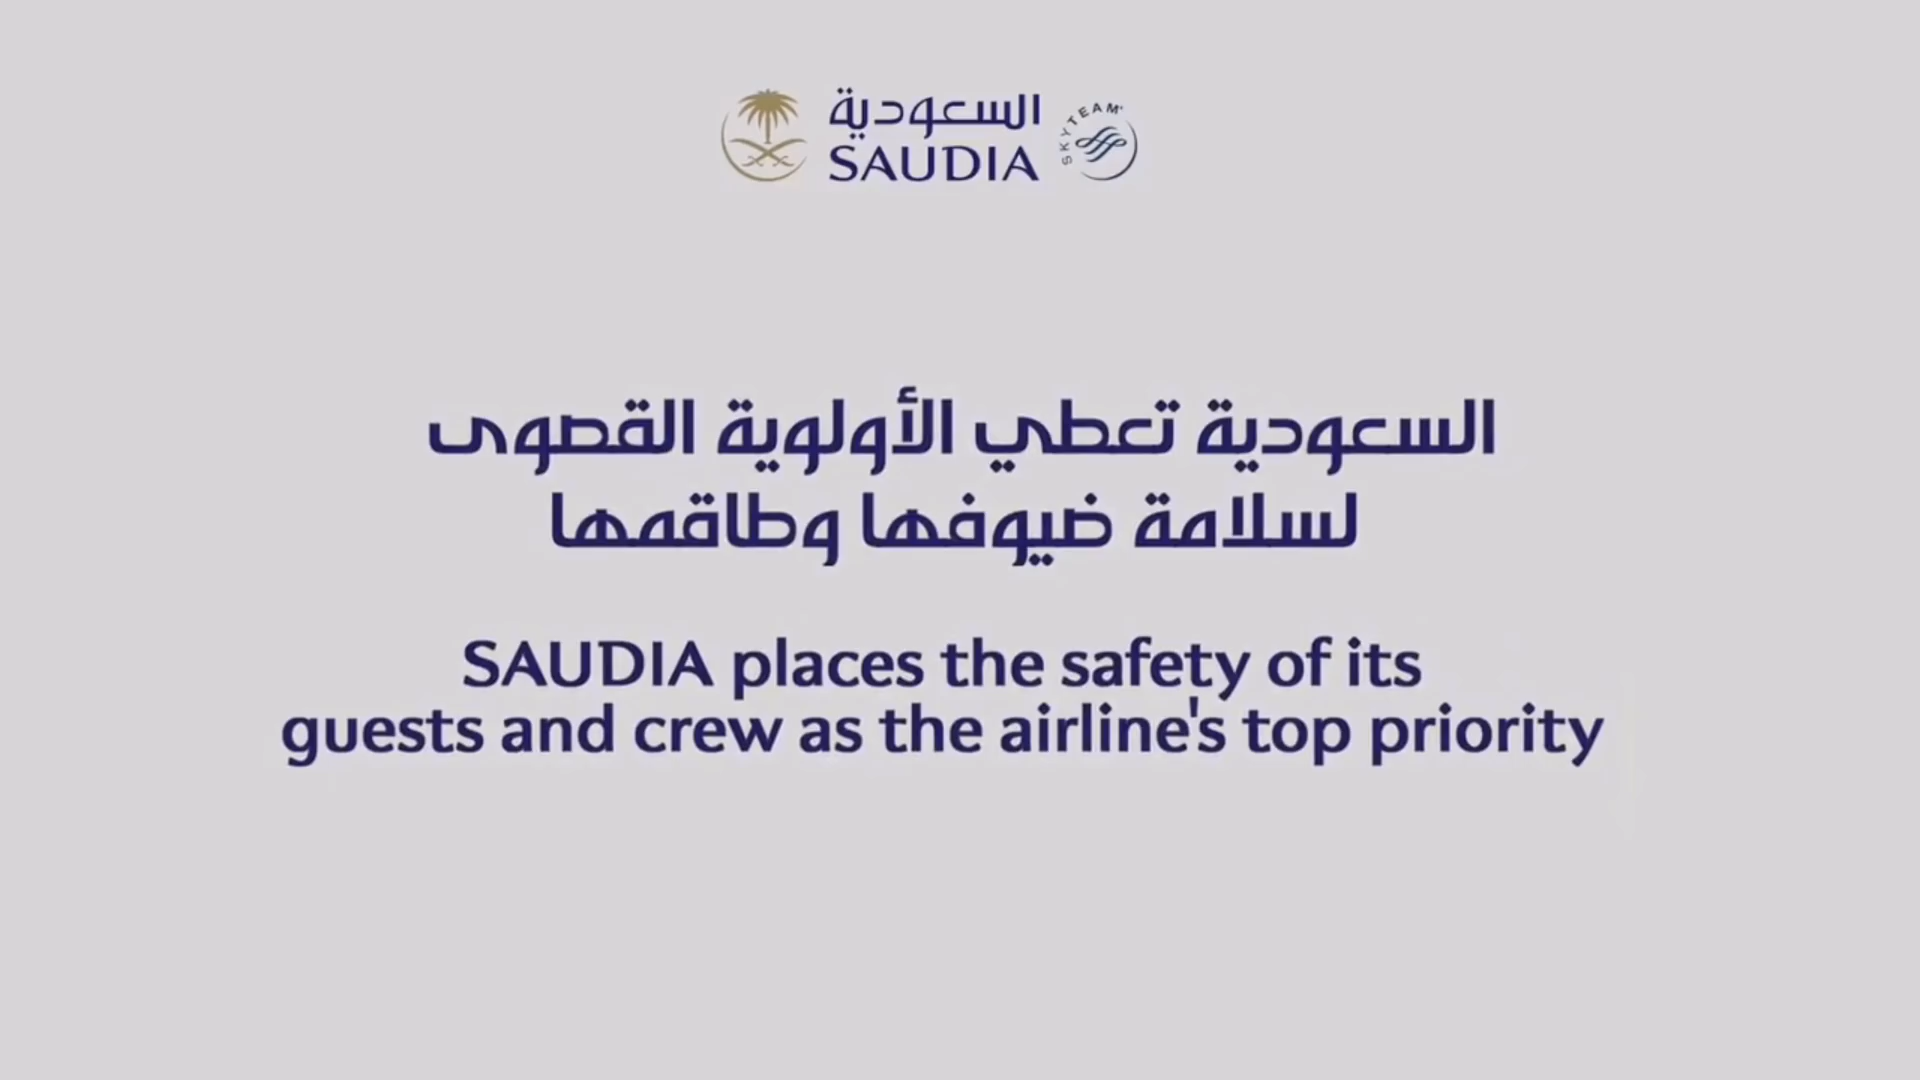 السعودية
SAUDIA
SKYTEAM
السعودية تعطي الأولوية القصوى
لسلامة ضيوفها وطاقمها
SAUDIA places the safety of its
guests and crew as the airline's top priority